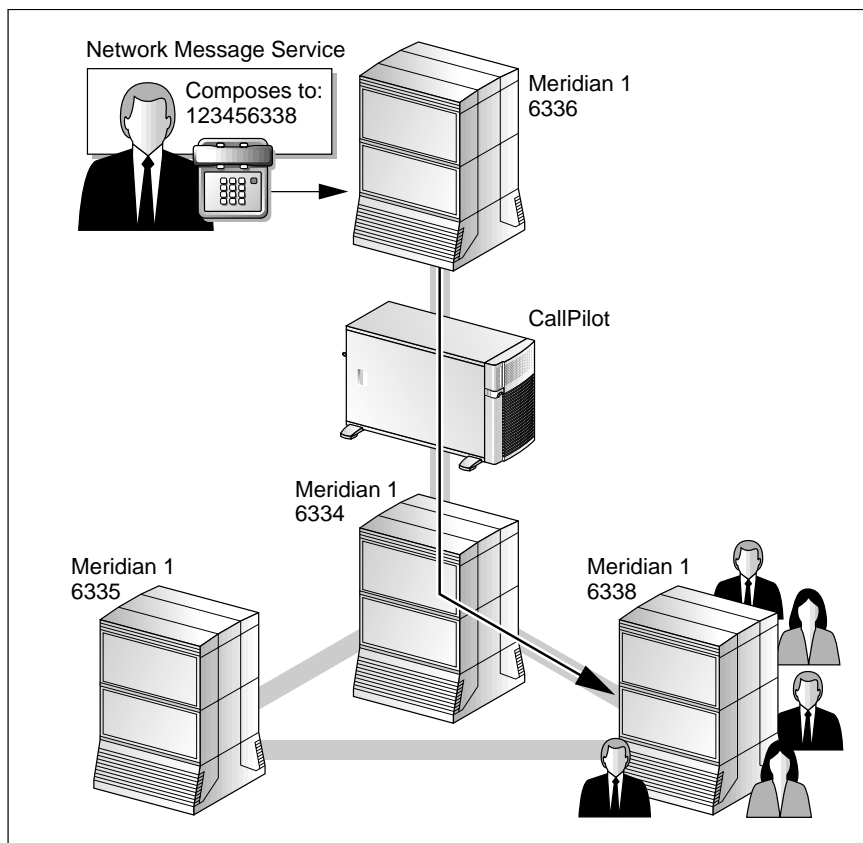 Network Message Service
Composes to:
123456338
Meridian 1
6336
CallPilot
Meridian 1
6334
Meridian 1
6335
Meridian 1
6338